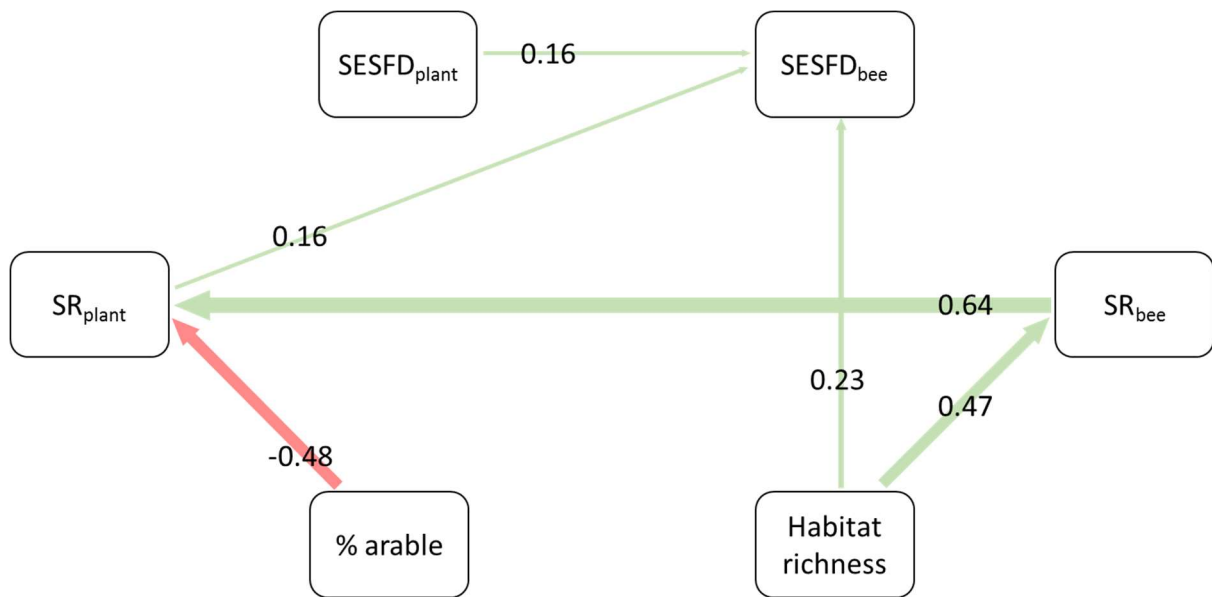 SESFDplant
0.16
SESFDbee
0.16
SRplant
0.64
SRbee
0.23
0.47
-0.48
% arable
Habitat
richness